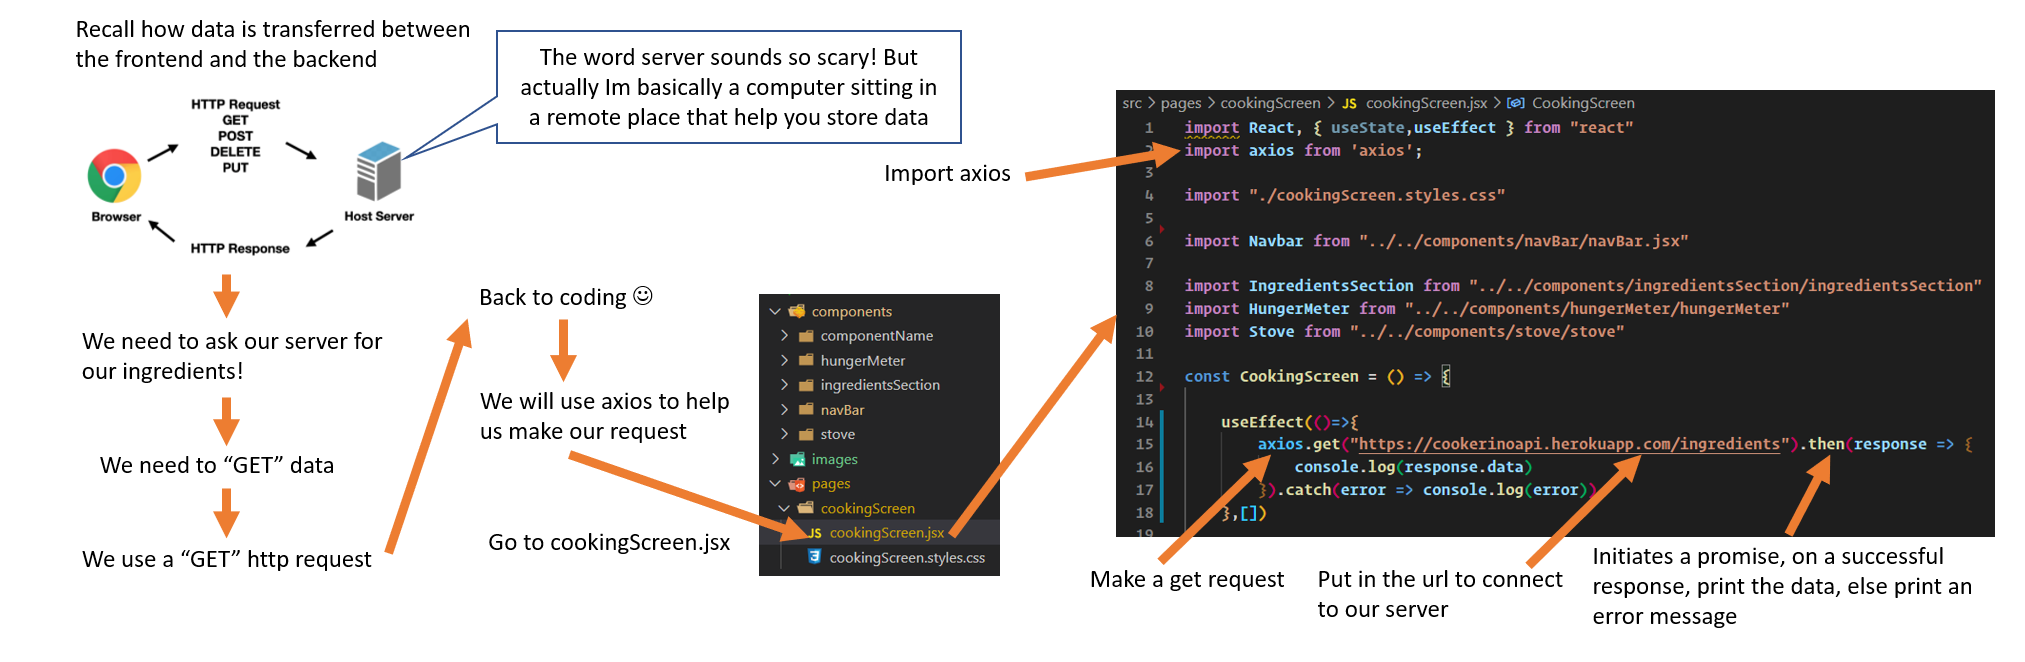 Recall how data is transferred between
the frontend and the backend
HTTP Request
GET
POST
DELETE
PUT
Browser
Host Server
HTTP Response
The word server sounds so scary! But
actually Im basically a computer sitting in
a remote place that help you store data
We need to ask our server for
our ingredients!
We need to “GET” data
We use a “GET” http request
Back to coding ☺
We will use axios to help
us make our request
Go to cookingScreen.jsx
components
componentName
hungerMeter
ingredientsSection
navBar
stove
images
pages
cookingScreen
JS cookingScreen.jsx
cookingScreen.styles.css
Import axios
src > pages > cookingScreen > JS cookingScreen.jsx > CookingScreen
1 import React, { useState,useEffect } from "react"
2 import axios from 'axios';
3
4 import "./cookingScreen.styles.css"
5
6 import Navbar from "../../components/navBar/navBar.jsx"
7
8 import IngredientsSection from "../../components/ingredientsSection/ingredientsSection"
9 import HungerMeter from "../../components/hungerMeter/hungerMeter"
10 import Stove from "../../components/stove/stove"
11
12 const CookingScreen = () => {
13
14 useEffect(()=>{
15 axios.get("https://cookerinoapi.herokuapp.com/ingredients").then(response => {
16 console.log(response.data)
17 }).catch(error => console.log(error))
18 },[])
19
Make a get request
Put in the url to connect
to our server
Initiates a promise, on a successful
response, print the data, else print an
error message